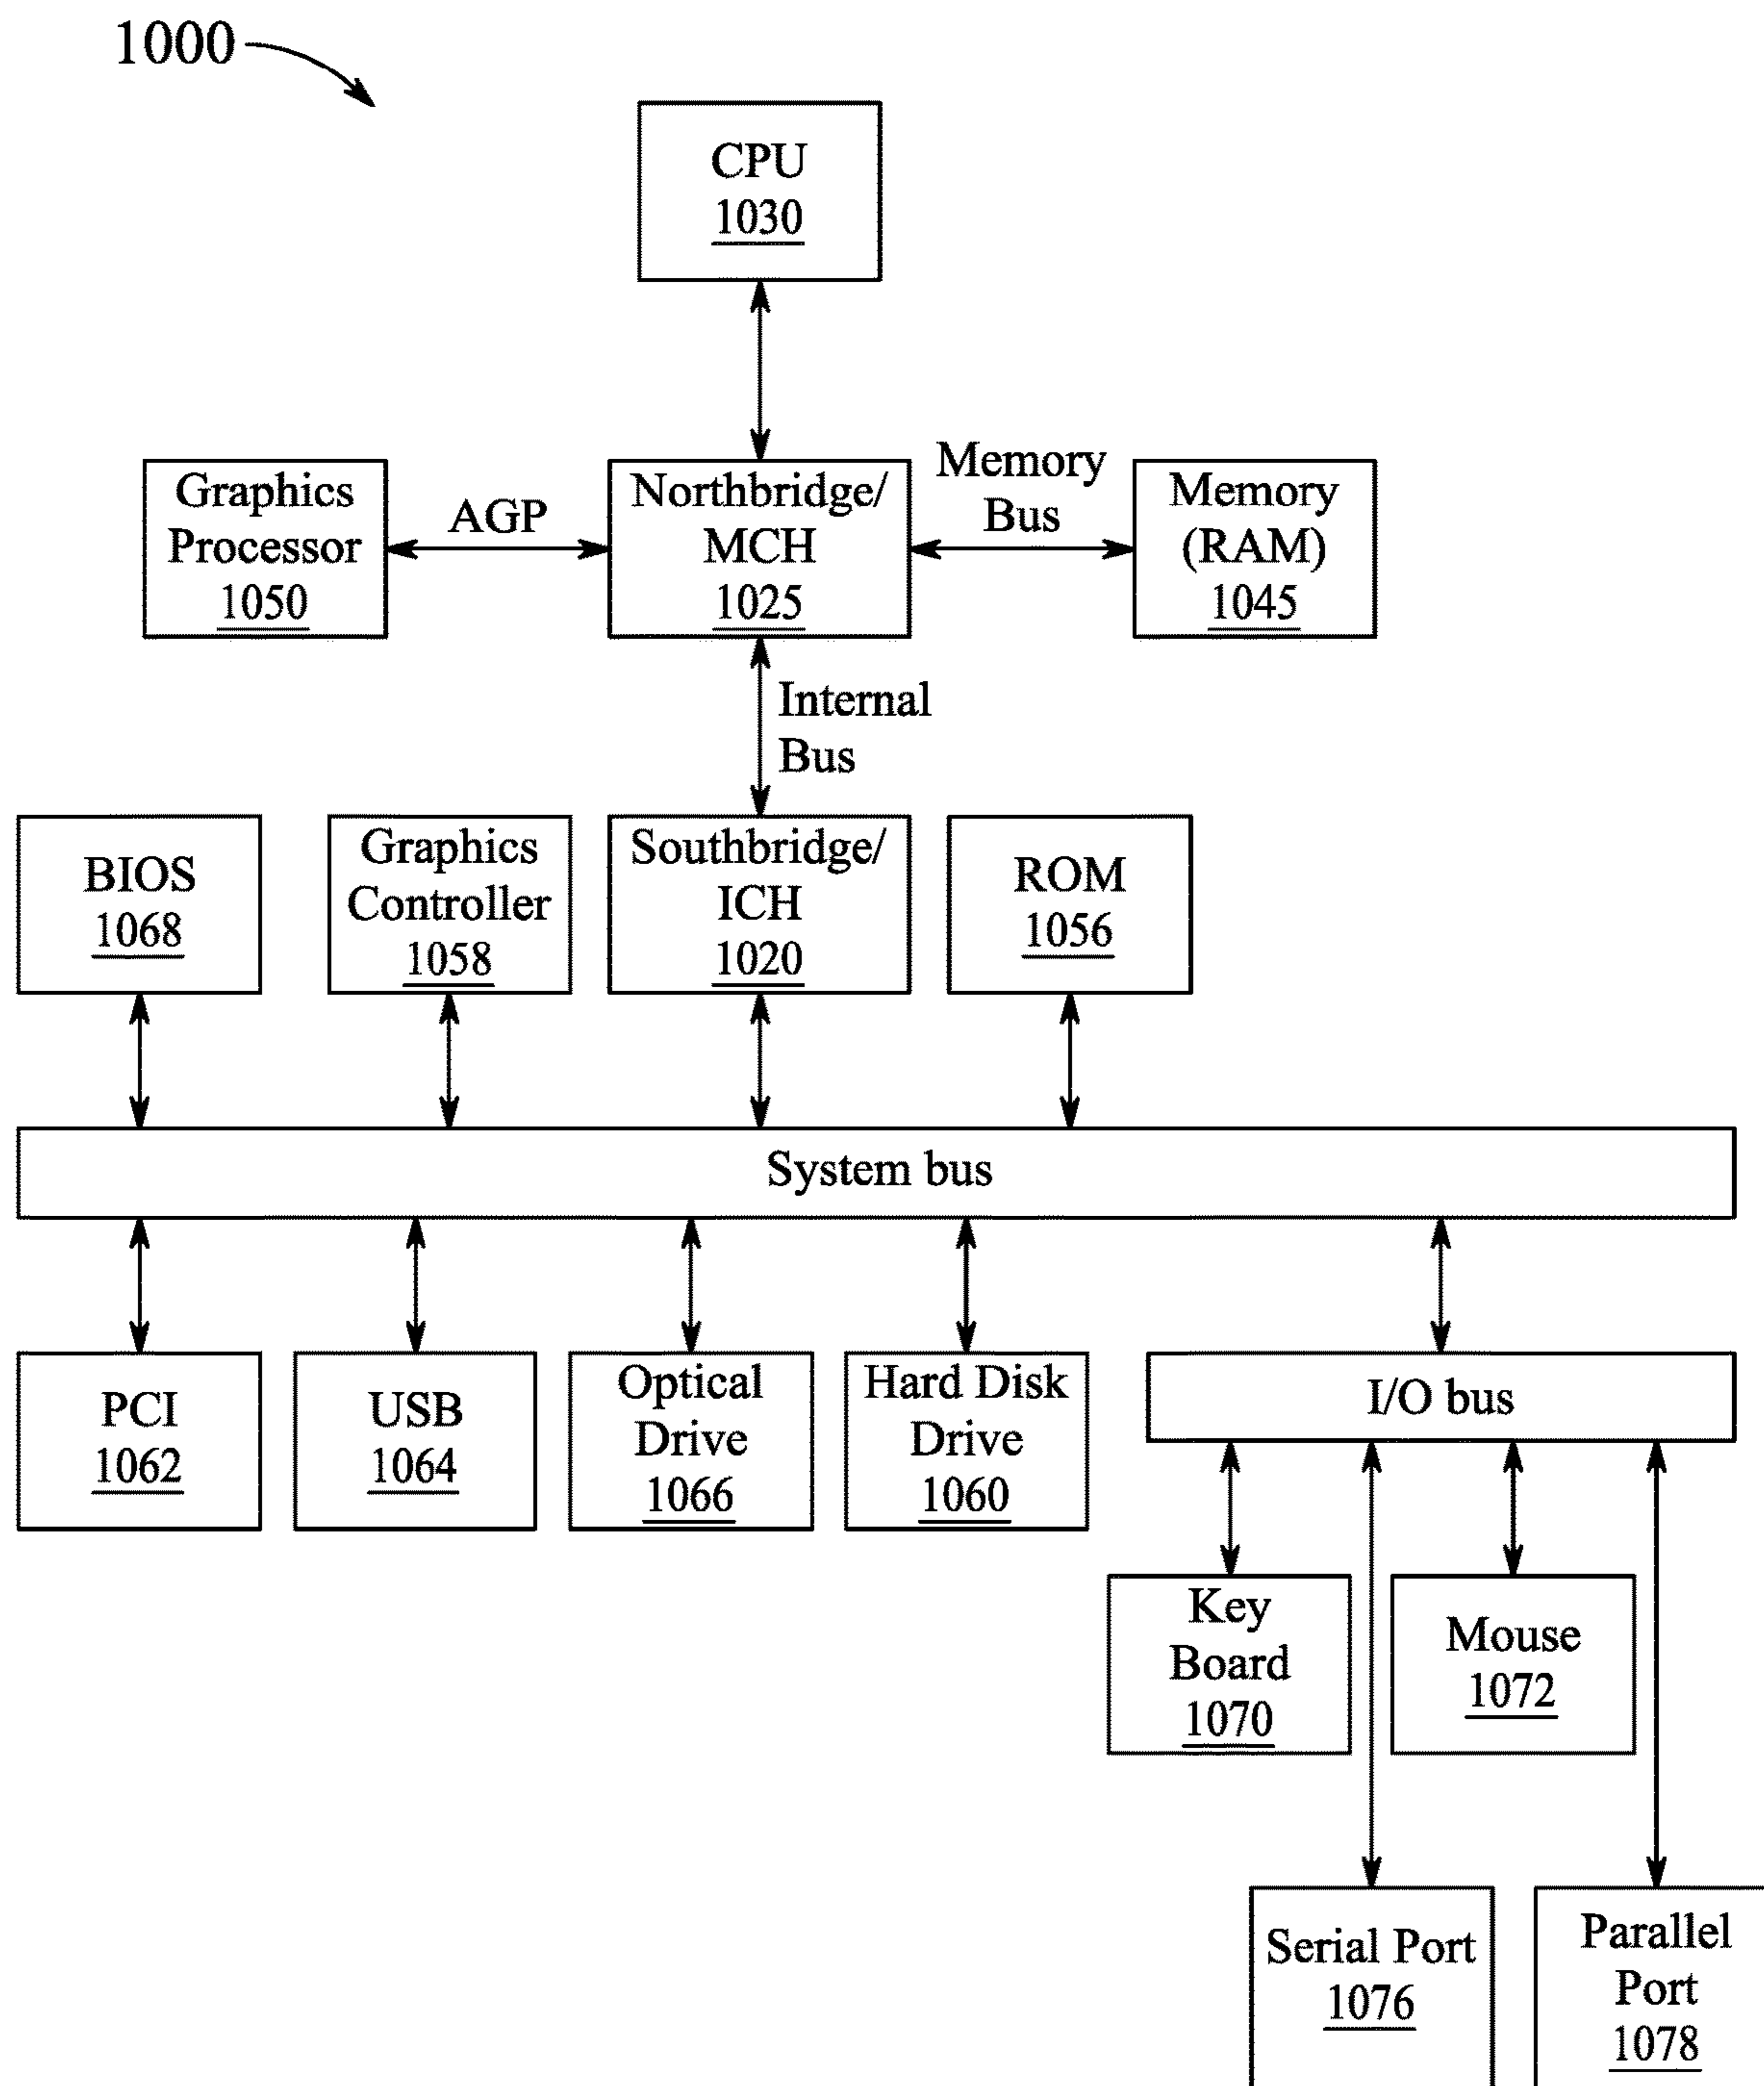 1000
CPU
1030
Graphics
Processor
1050
AGP
Northbridge/
MCH
1025
Memory
Bus
Memory
(RAM)
1045
Internal
Bus
BIOS
1068
Graphics
Controller
1058
Southbridge/
ICH
1020
ROM
1056
System bus
PCI
1062
USB
1064
Optical
Drive
1066
Hard Disk
Drive
1060
I/O bus
Key
Board
1070
Mouse
1072
Serial Port
1076
Parallel
Port
1078